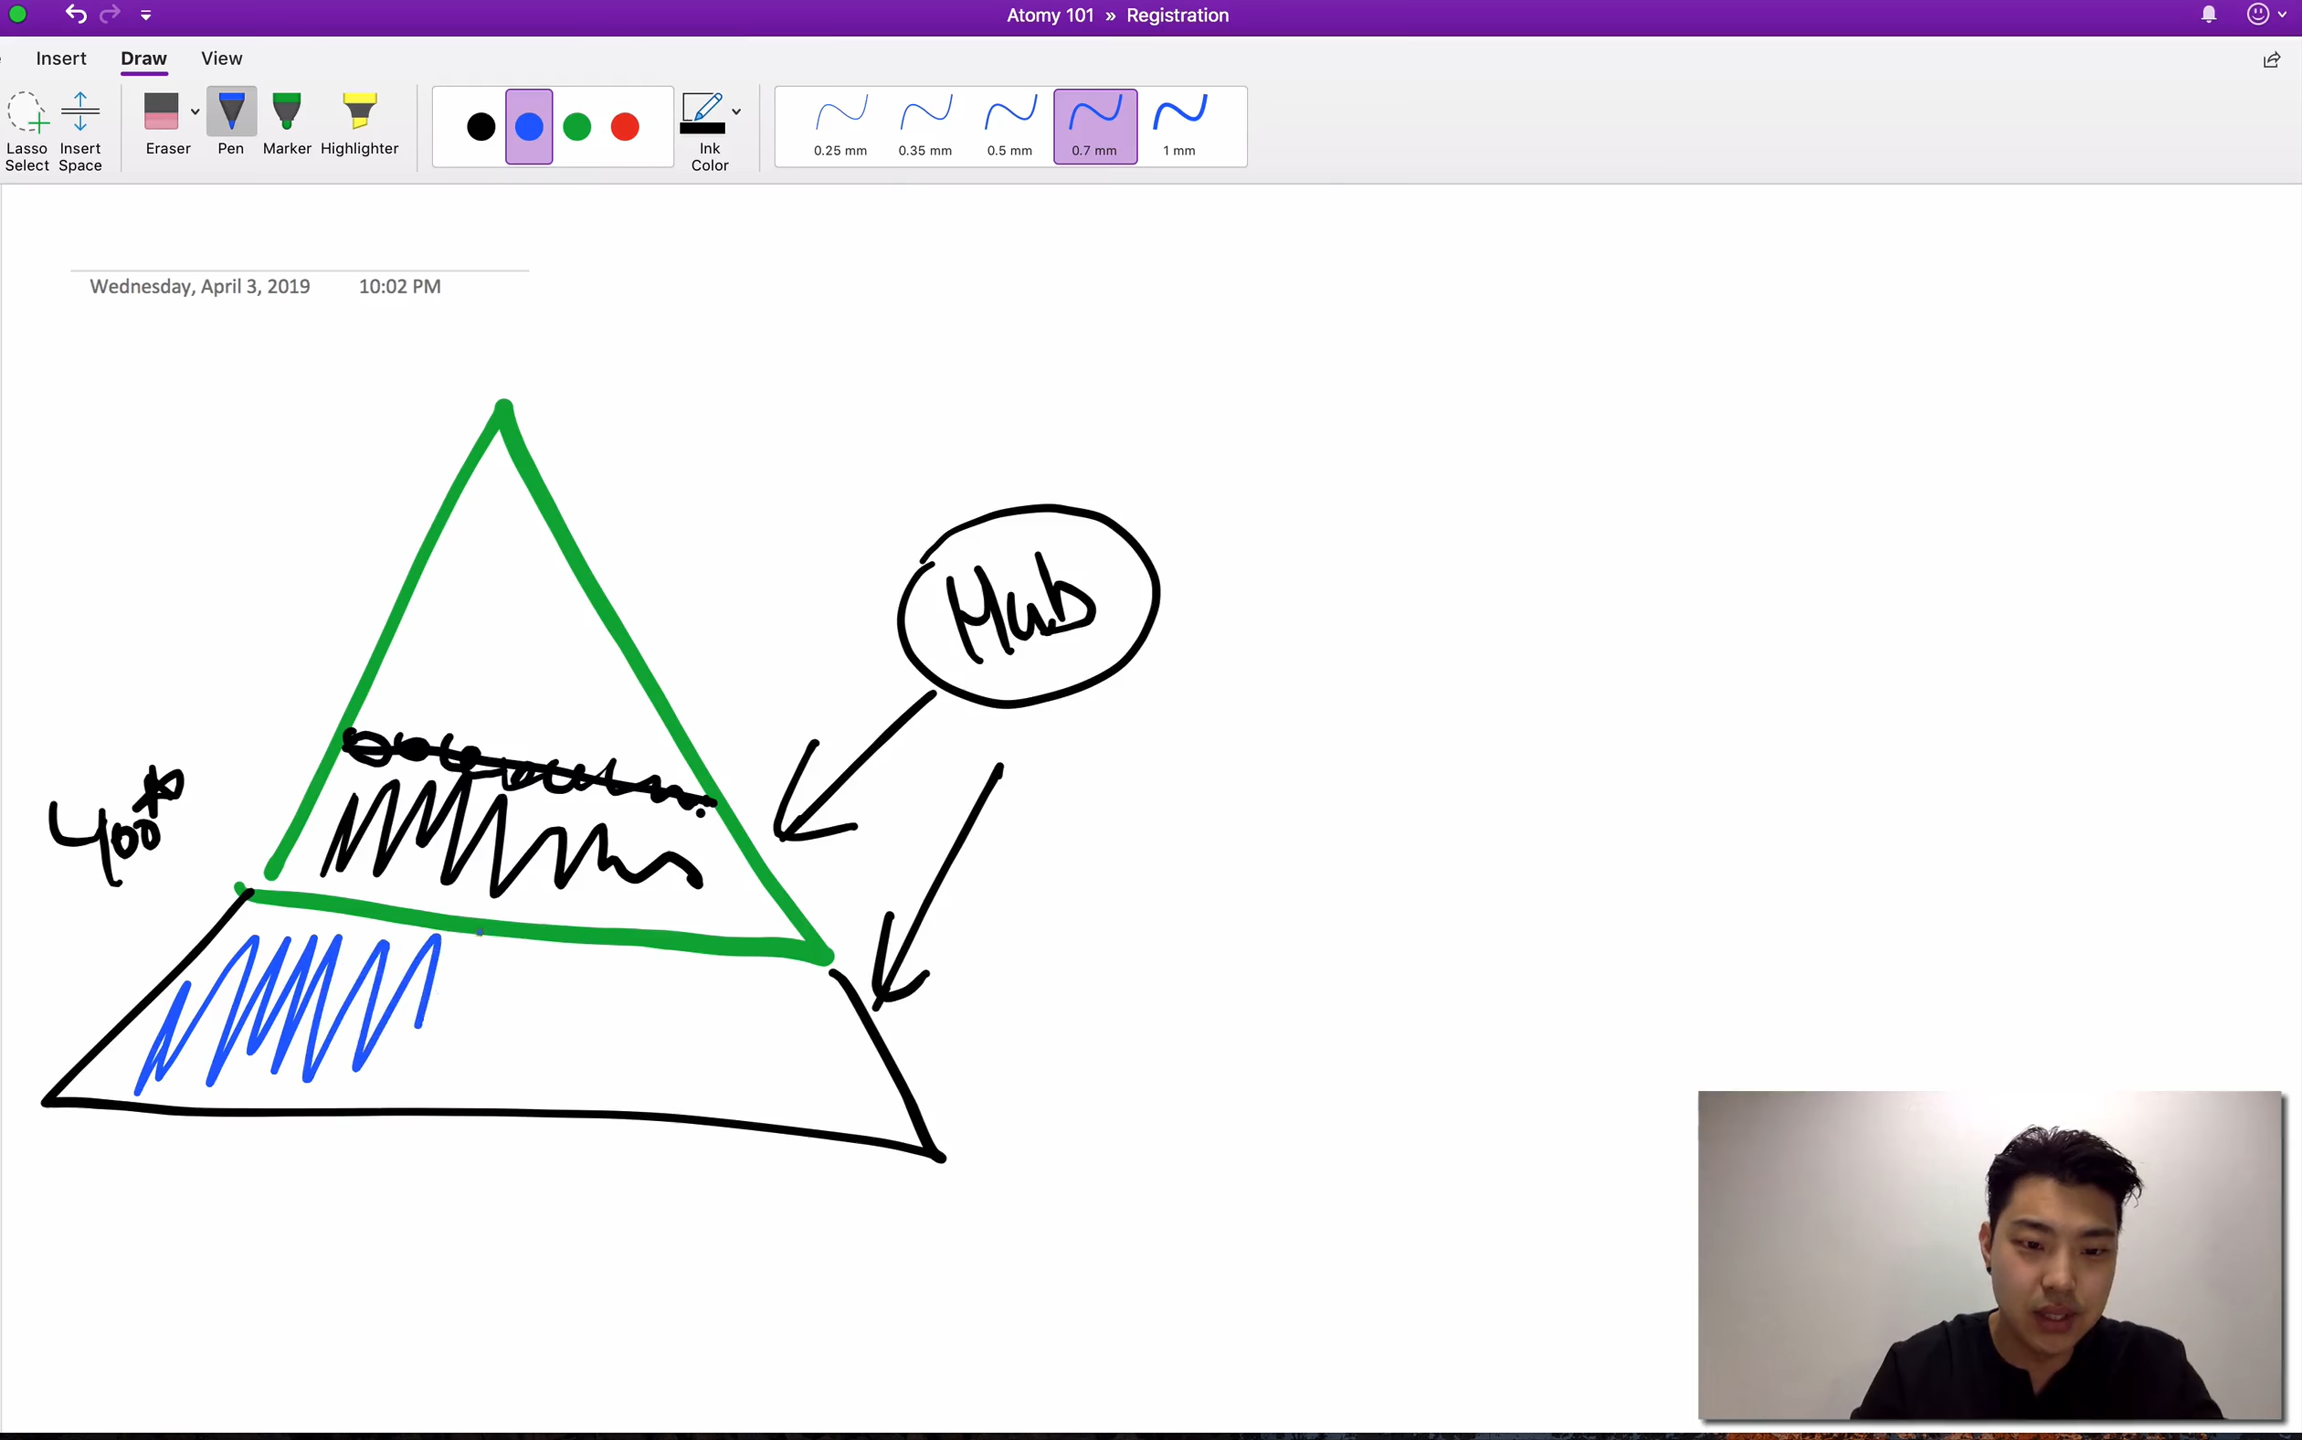 Atomy 101 » Registration
Insert Draw View
Lasso Select
Insert Space
Eraser
Pen
Marker
Highlighter
Ink Color
0.25 mm
0.35 mm
0.5 mm
0.7 mm
1 mm
Wednesday, April 3, 2019 10:02 PM
Mub
400*